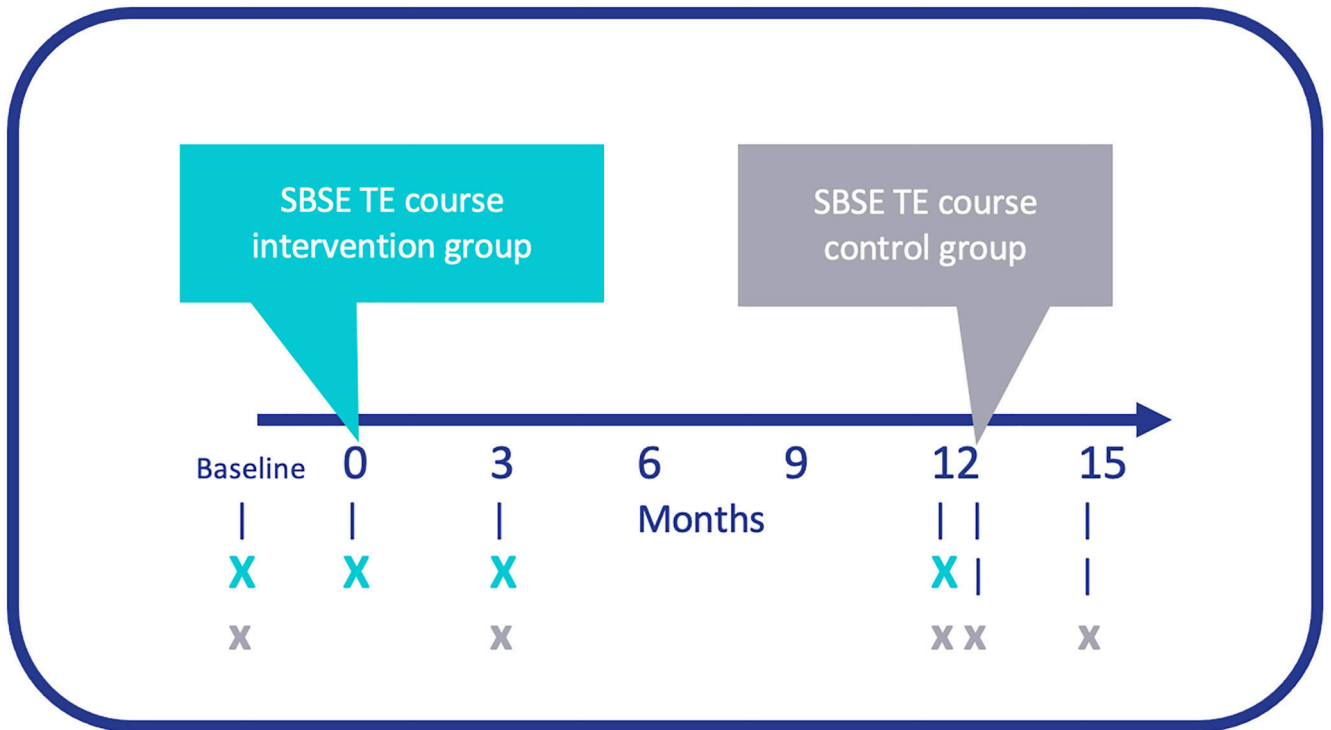 SBSE TE course
intervention group
SBSE TE course
control group
Baseline 0 3 6 9 12 15
| | | Months | | |
X X X X | |
x x x x x